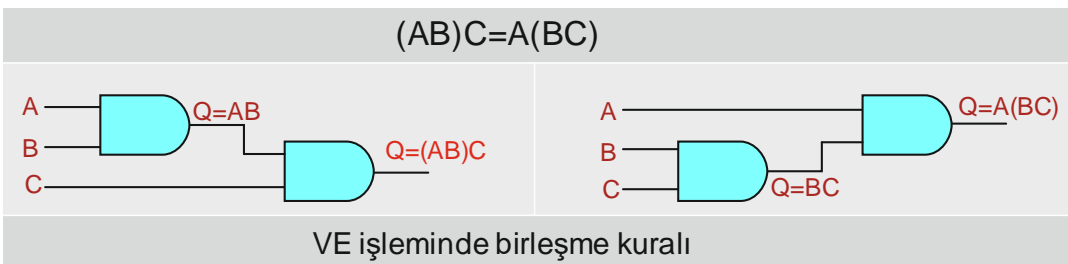 (AB)C=A(BC)
A
Q=AB
B
Q=(AB)C
C
A
Q=A(BC)
B
C
Q=BC
VE işleminde birleşme kuralı